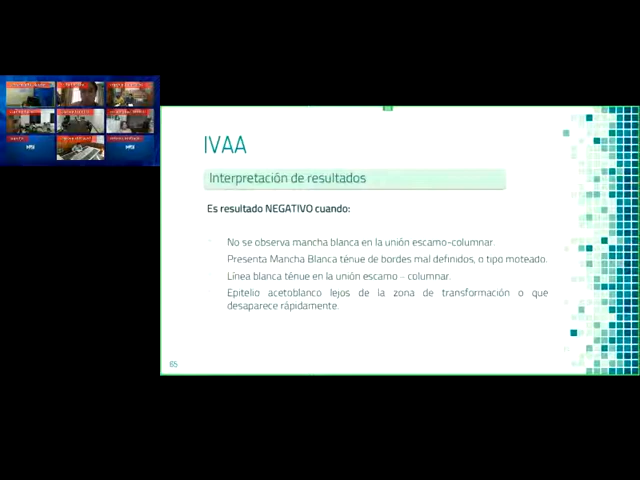 IVAA
Interpretación de resultados
Es resultado NEGATIVO cuando:
No se observa mancha blanca en la unión escamo-columnar.
Presenta Mancha Blanca ténue de bordes mal definidos, o tipo moteado.
Línea blanca ténue en la unión escamo – columnar.
Epitelio acetoblanco lejos de la zona de transformación o que
desaparece rápidamente.
65